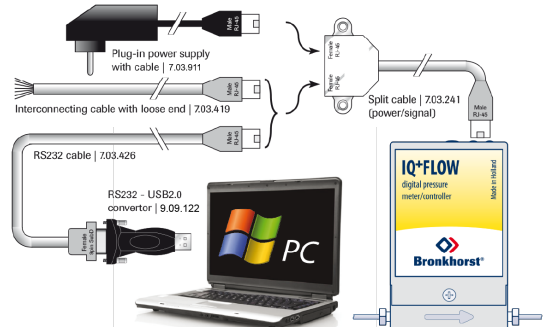 Male
RJ-45
Plug-in power supply
with cable | 7.03.911
Male
RJ-45
Interconnecting cable with loose end | 7.03.419
Male
RJ-45
RS232 cable | 7.03.426
Female
RJ-45
Female
RJ-45
Split cable | 7.03.241
(power/signal)
Male
RJ-45
RS232 - USB2.0
convertor | 9.09.122
Female
9pin SubD
PC
IQ+FLOW
digital pressure
meter/controller
Made in Holland
Bronkhorst®